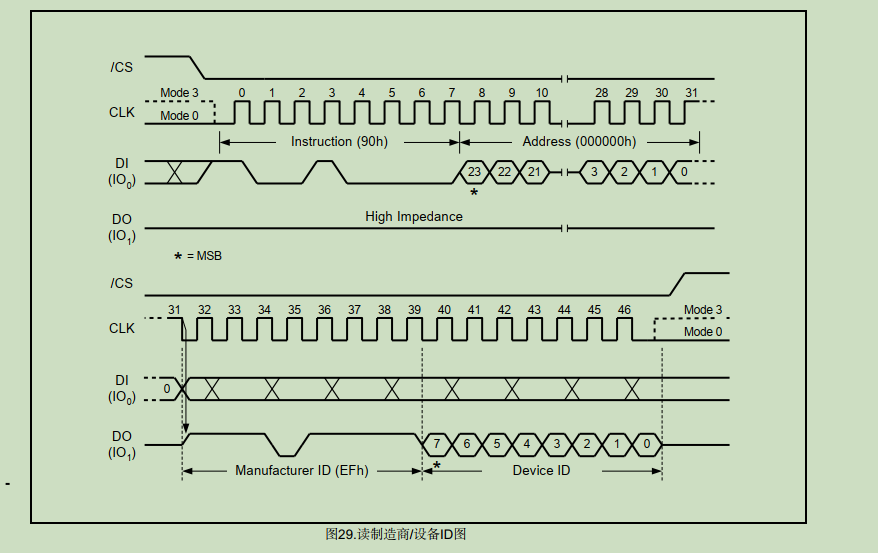 /CS
Mode 3 0 1 2 3 4 5 6 7 8 9 10 28 29 30 31
CLK
Mode 0
Instruction (90h) Address (000000h)
DI
(IO0) 23 22 21 3 2 1 0
*
High Impedance
DO
(IO1)
* = MSB
/CS
31 32 33 34 35 36 37 38 39 40 41 42 43 44 45 46 Mode 3
CLK Mode 0
DI
(IO0) 0
DO
(IO1) 7 6 5 4 3 2 1 0
*
Manufacturer ID (EFh) Device ID
-
图29.读制造商/设备ID图